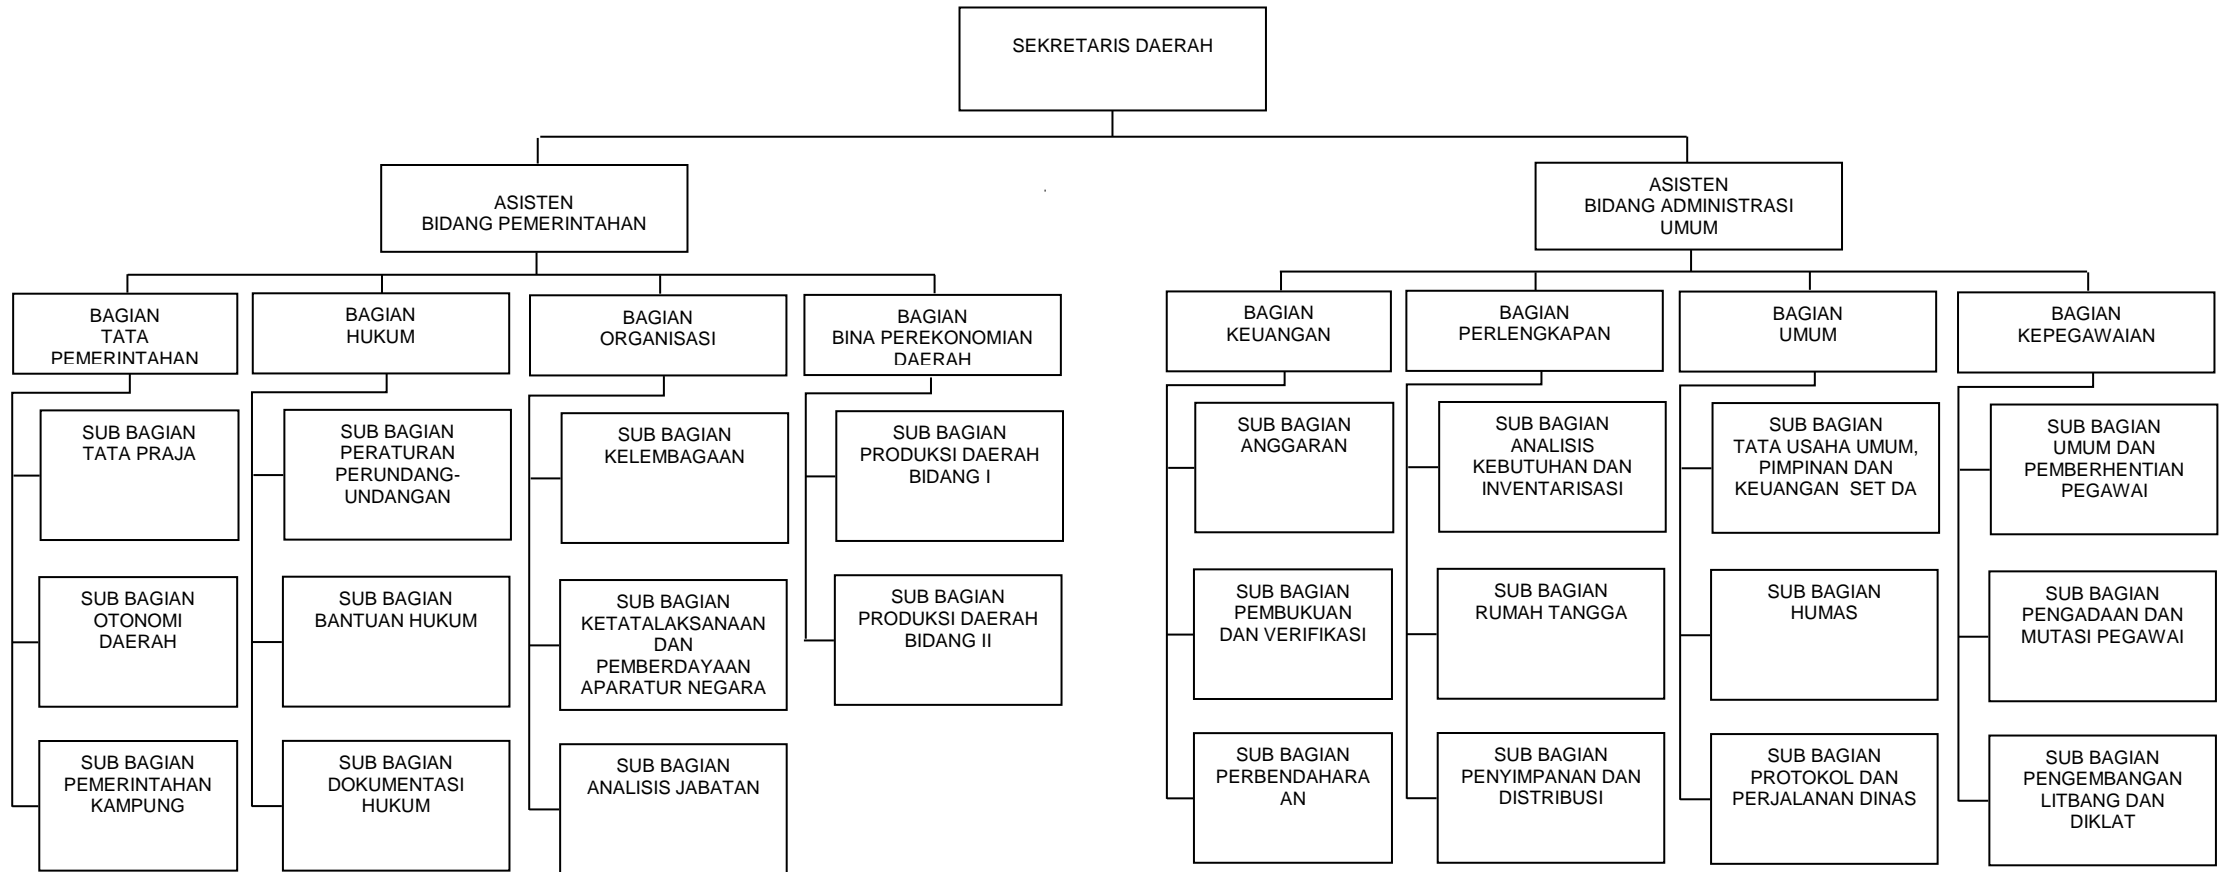 SEKRETARIS DAERAH
ASISTEN
BIDANG PEMERINTAHAN
ASISTEN
BIDANG ADMINISTRASI
UMUM
BAGIAN
TATA
PEMERINTAHAN
BAGIAN
HUKUM
BAGIAN
ORGANISASI
BAGIAN
BINA PEREKONOMIAN
DAERAH
BAGIAN
KEUANGAN
BAGIAN
PERLENGKAPAN
BAGIAN
UMUM
BAGIAN
KEPEGAWAIAN
SUB BAGIAN
TATA PRAJA
SUB BAGIAN
PERATURAN
PERUNDANG-
UNDANGAN
SUB BAGIAN
KELEMBAGAAN
SUB BAGIAN
PRODUKSI DAERAH
BIDANG I
SUB BAGIAN
ANGGARAN
SUB BAGIAN
ANALISIS
KEBUTUHAN DAN
INVENTARISASI
SUB BAGIAN
TATA USAHA UMUM,
PIMPINAN DAN
KEUANGAN  SET DA
SUB BAGIAN
UMUM DAN
PEMBERHENTIAN
PEGAWAI
SUB BAGIAN
OTONOMI
DAERAH
SUB BAGIAN
BANTUAN HUKUM
SUB BAGIAN
KETATALAKSANAAN
DAN
PEMBERDAYAAN
APARATUR NEGARA
SUB BAGIAN
PRODUKSI DAERAH
BIDANG II
SUB BAGIAN
PEMBUKUAN
DAN VERIFIKASI
SUB BAGIAN
RUMAH TANGGA
SUB BAGIAN
HUMAS
SUB BAGIAN
PENGADAAN DAN
MUTASI PEGAWAI
SUB BAGIAN
PEMERINTAHAN
KAMPUNG
SUB BAGIAN
DOKUMENTASI
HUKUM
SUB BAGIAN
ANALISIS JABATAN
SUB BAGIAN
PERBENDAHARA
AN
SUB BAGIAN
PENYIMPANAN DAN
DISTRIBUSI
SUB BAGIAN
PROTOKOL DAN
PERJALANAN DINAS
SUB BAGIAN
PENGEMBANGAN
LITBANG DAN
DIKLAT